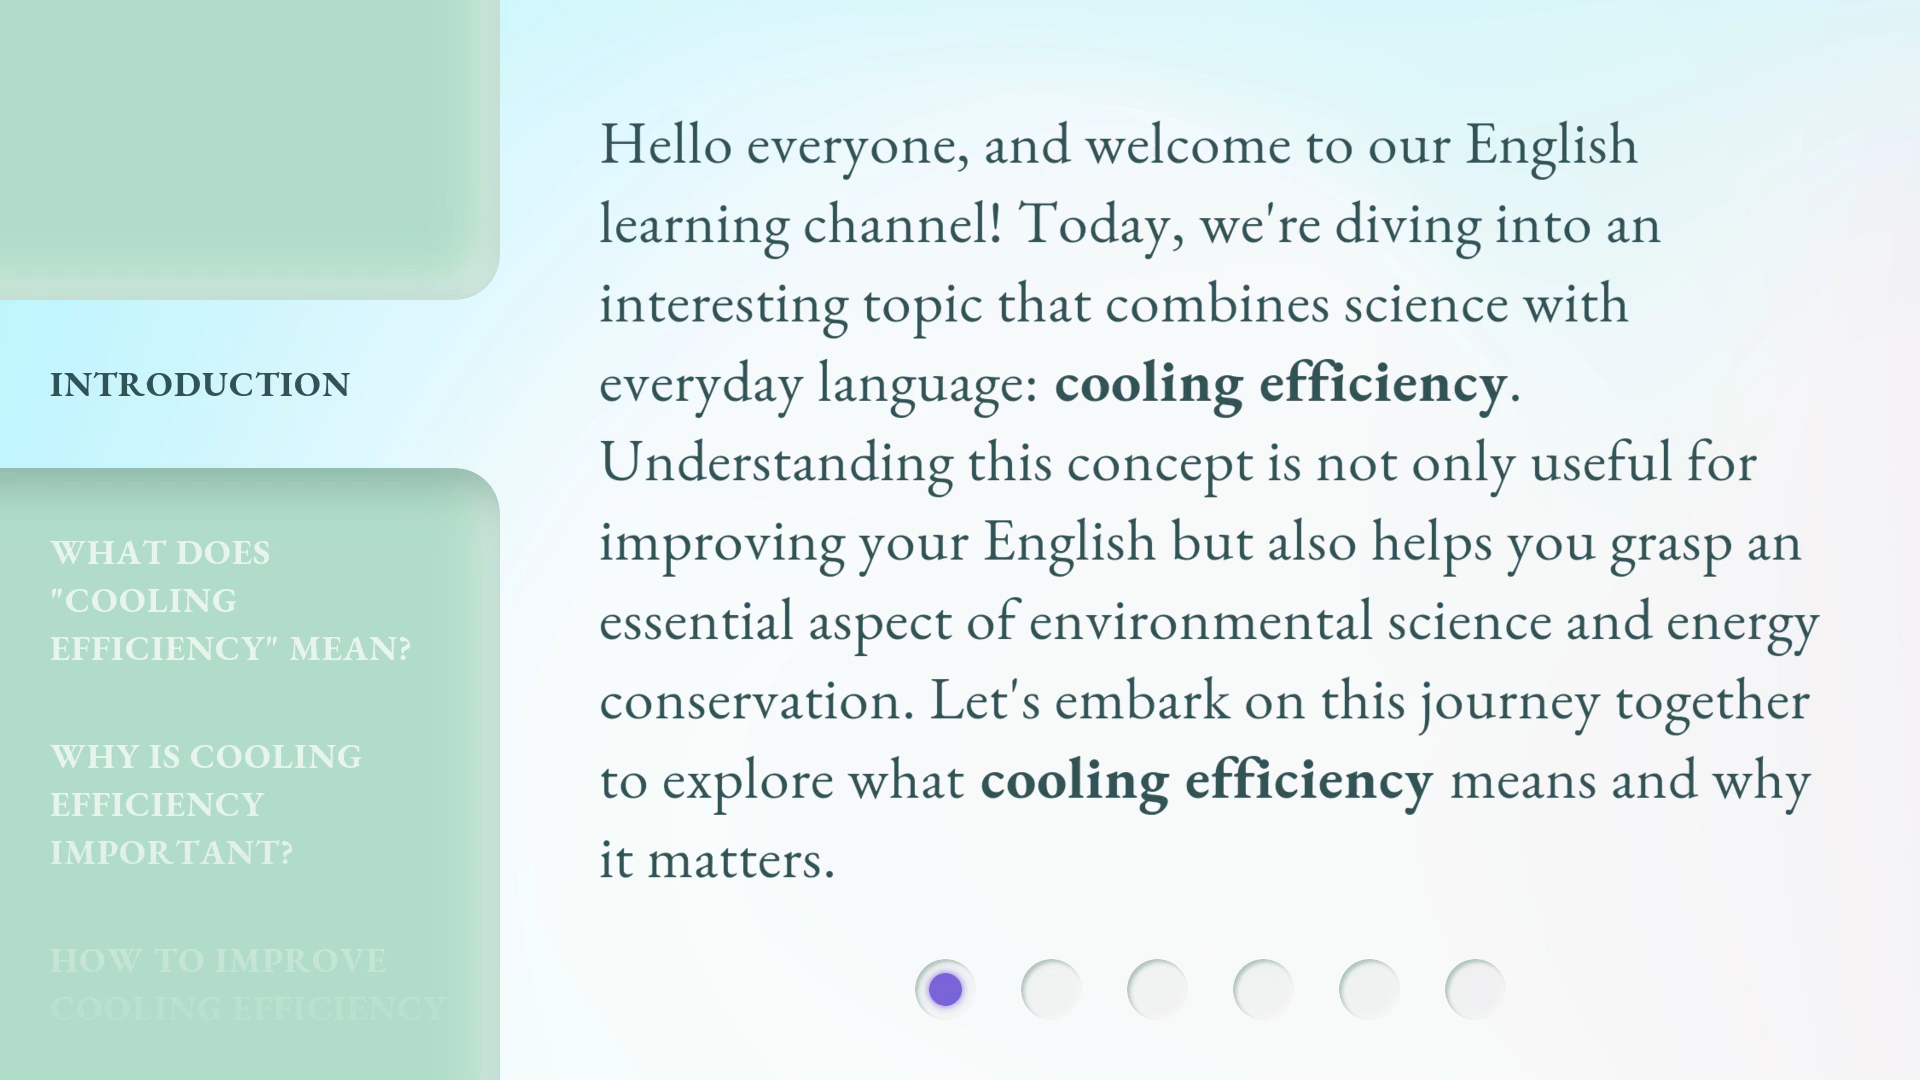 INTRODUCTION
WHAT DOES
"COOLING
EFFICIENCY" MEAN?
WHY IS COOLING
EFFICIENCY
IMPORTANT?
HOW TO IMPROVE
COOLING EFFICIENCY
Hello everyone, and welcome to our English
learning channel! Today, we're diving into an
interesting topic that combines science with
everyday language: cooling efficiency.
Understanding this concept is not only useful for
improving your English but also helps you grasp an
essential aspect of environmental science and energy
conservation. Let's embark on this journey together
to explore what cooling efficiency means and why
it matters.